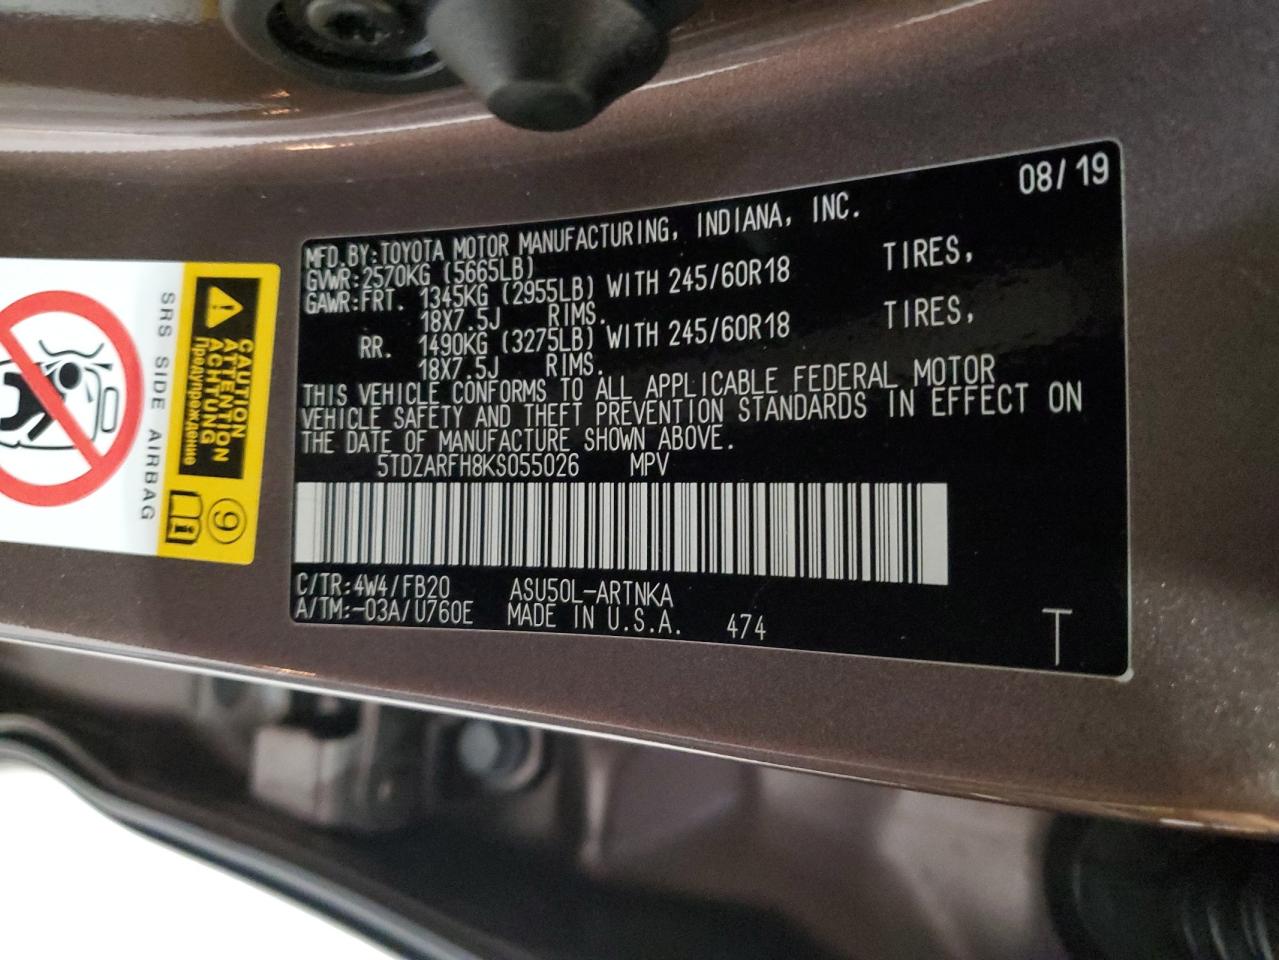 08/19
MFD.BY:TOYOTA MOTOR MANUFACTURING, INDIANA, INC.
GVWR:2570KG (5665LB)
GAWR:FRT. 1345KG (2955LB) WITH 245/60R18 TIRES,
18X7.5J RIMS.
RR. 1490KG (3275LB) WITH 245/60R18 TIRES,
18X7.5J RIMS.
THIS VEHICLE CONFORMS TO ALL APPLICABLE FEDERAL MOTOR
VEHICLE SAFETY AND THEFT PREVENTION STANDARDS IN EFFECT ON
THE DATE OF MANUFACTURE SHOWN ABOVE.
5TDZARFH8KS055026 MPV
C/TR:4W4/FB20 ASU50L-ARTNKA
A/TM:-03A/U760E MADE IN U.S.A. 474
T
CAUTION
ATTENTION
ACHTUNG
Предупреждение
9
SRS SIDE AIRBAG